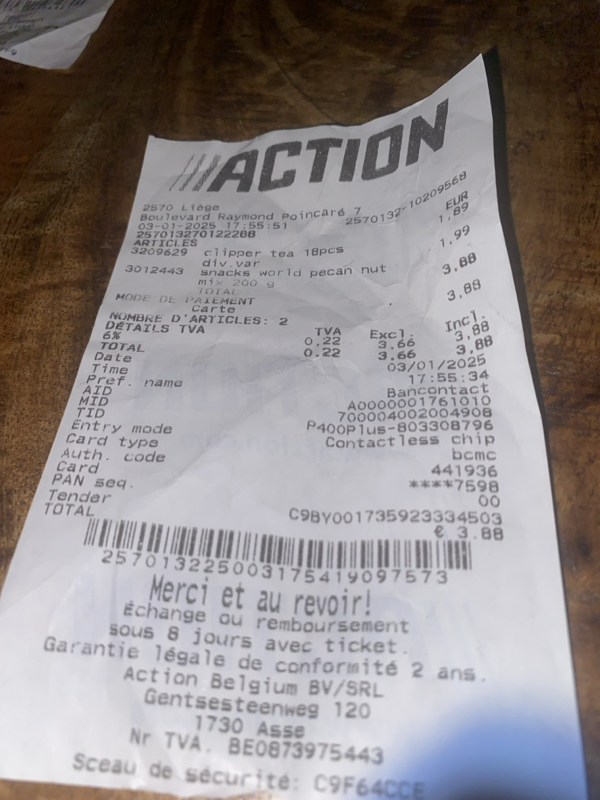 ACTION
2570 Liège
Boulevard Raymond Poincaré 7
03-01-2025 17:55:51 2570132-10209568
257013270122208
ARTICLES EUR
3209629 clipper tea 18pcs 1,89
div.var
3012443 snacks world pecan nut 1,99
mix 200 g
TOTAL 3,88
MODE DE PAIEMENT
Carte 3,88
NOMBRE D'ARTICLES: 2
DÉTAILS TVA TVA Excl. Incl.
6% 0,22 3,66 3,88
TOTAL 0,22 3,66 3,88
Date 03/01/2025
Time 17:55:34
Pref. name Bancontact
AID A0000001761010
MID 700004002004908
TID P400Plus-803308796
Entry mode Contactless chip
Card type bcmc
Auth. code 441936
Card ****7598
PAN seq. 00
Tender C9BY001735923334503
TOTAL € 3.88
2570132250031754190 97573
Merci et au revoir!
Échange ou remboursement
sous 8 jours avec ticket.
Garantie légale de conformité 2 ans.
Action Belgium BV/SRL
Gentsesteenweg 120
1730 Asse
Nr TVA. BE0873975443
Sceau de sécurité: C9F64CCE